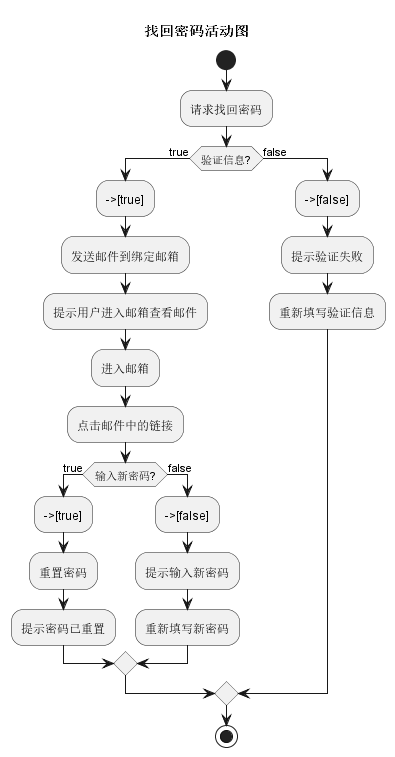 找回密码活动图
请求找回密码
true
验证信息?
false
->[true]
->[false]
发送邮件到绑定邮箱
提示验证失败
提示用户进入邮箱查看邮件
重新填写验证信息
进入邮箱
点击邮件中的链接
true
输入新密码?
false
->[true]
->[false]
重置密码
提示输入新密码
提示密码已重置
重新填写新密码